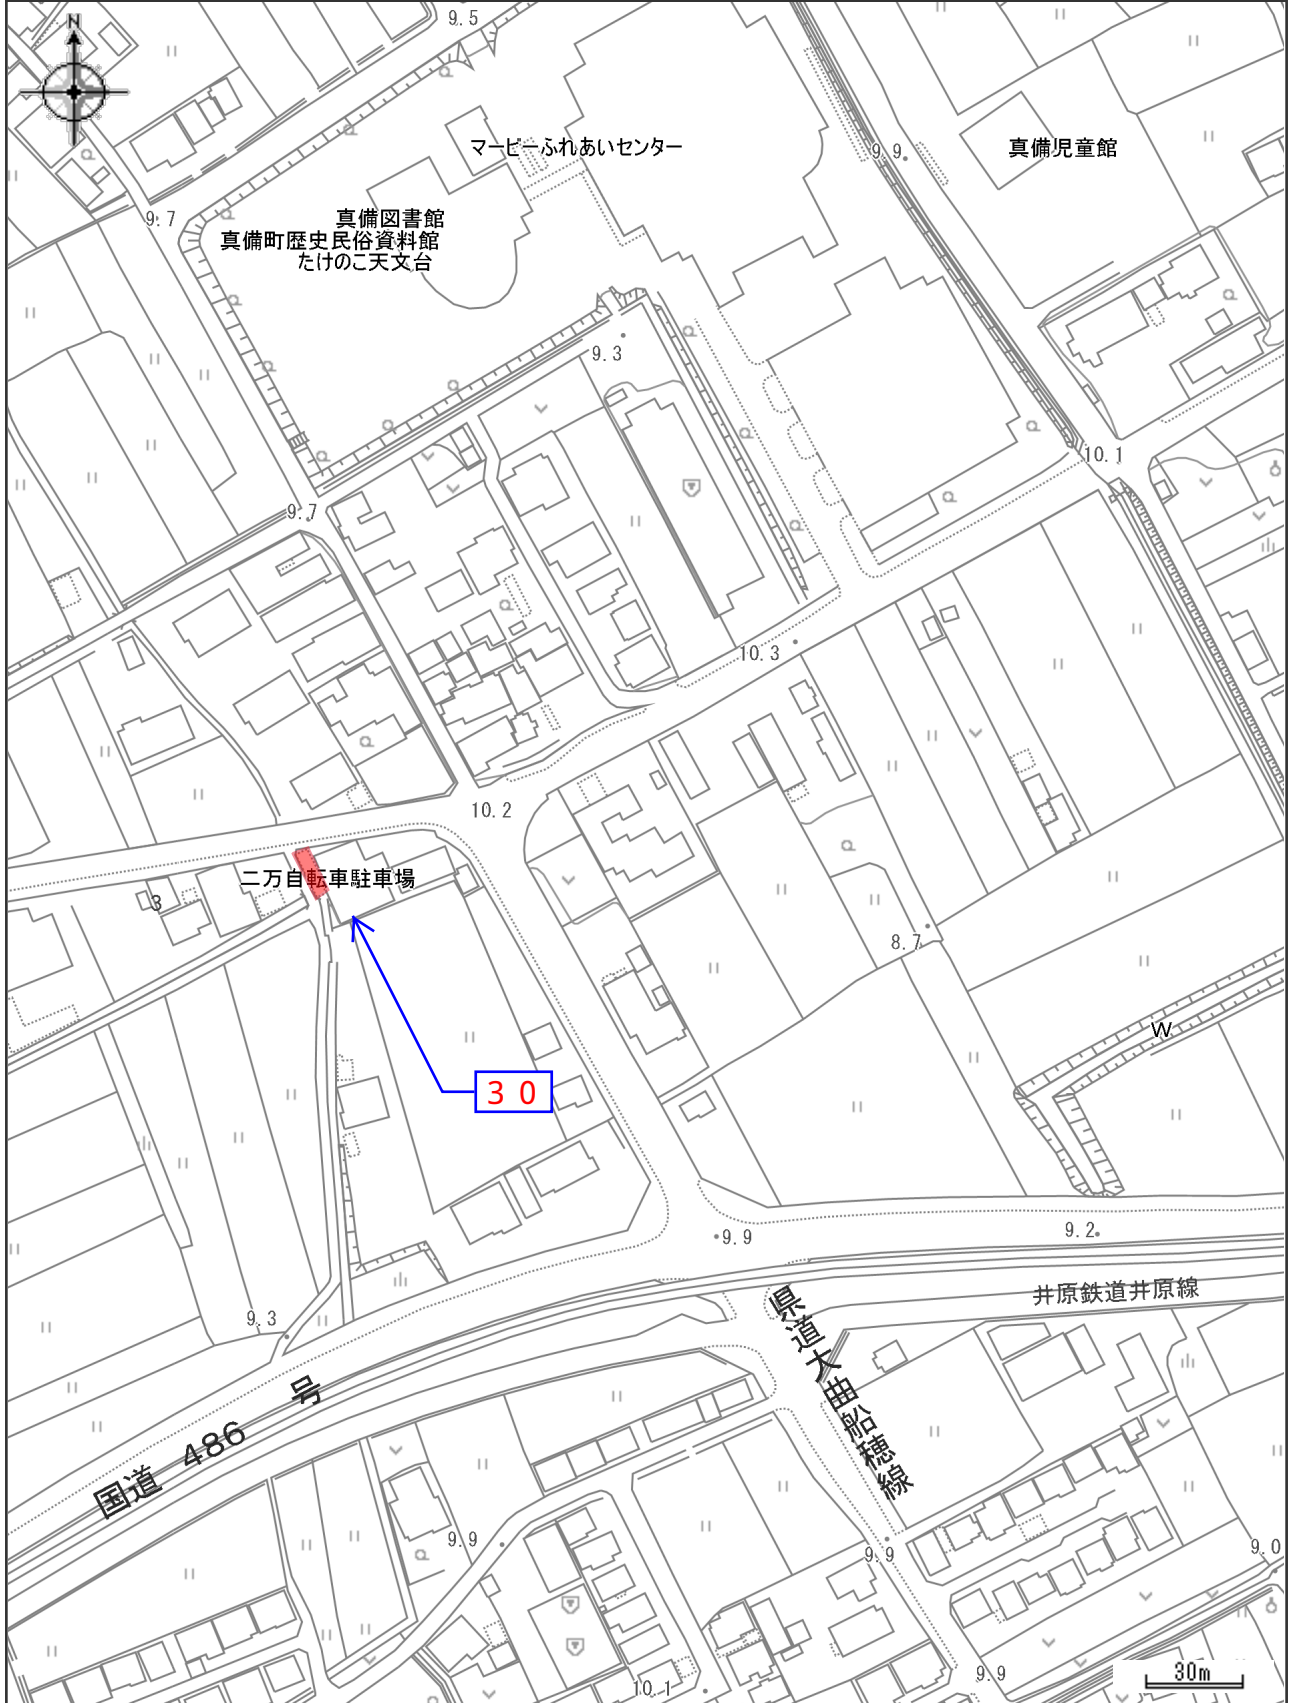 N
9.5
マービーふれあいセンター
9.9
真備児童館
9.7
真備図書館
真備町歴史民俗資料館
たけのこ天文台
9.3
10.1
9.7
10.3
10.2
二万自転車駐車場
3
8.7
W
30
9.9
9.2
井原鉄道井原線
9.3
県道大曲船穂線
国道 486 号
9.9
9.9
9.0
9.9
10.1
30m